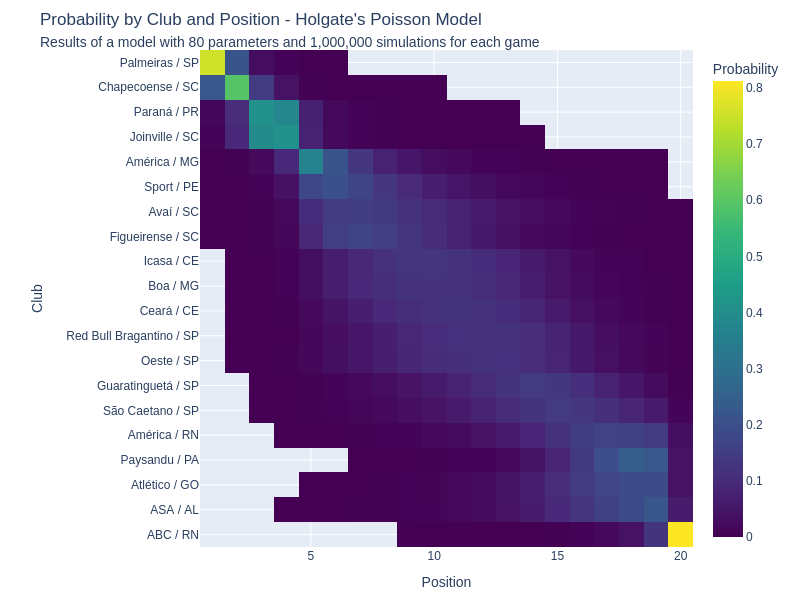 Probability by Club and Position - Holgate's Poisson Model
Results of a model with 80 parameters and 1,000,000 simulations for each game
Probability
Palmeiras / SP
Chapecoense / SC
Paraná / PR
Joinville / SC
América / MG
Sport / PE
Avaí / SC
Figueirense / SC
Icasa / CE
Boa / MG
Ceará / CE
Red Bull Bragantino / SP
Oeste / SP
Guaratinguetá / SP
São Caetano / SP
América / RN
Paysandu / PA
Atlético / GO
ASA / AL
ABC / RN
Club
5
10
15
20
Position
0.8
0.7
0.6
0.5
0.4
0.3
0.2
0.1
0